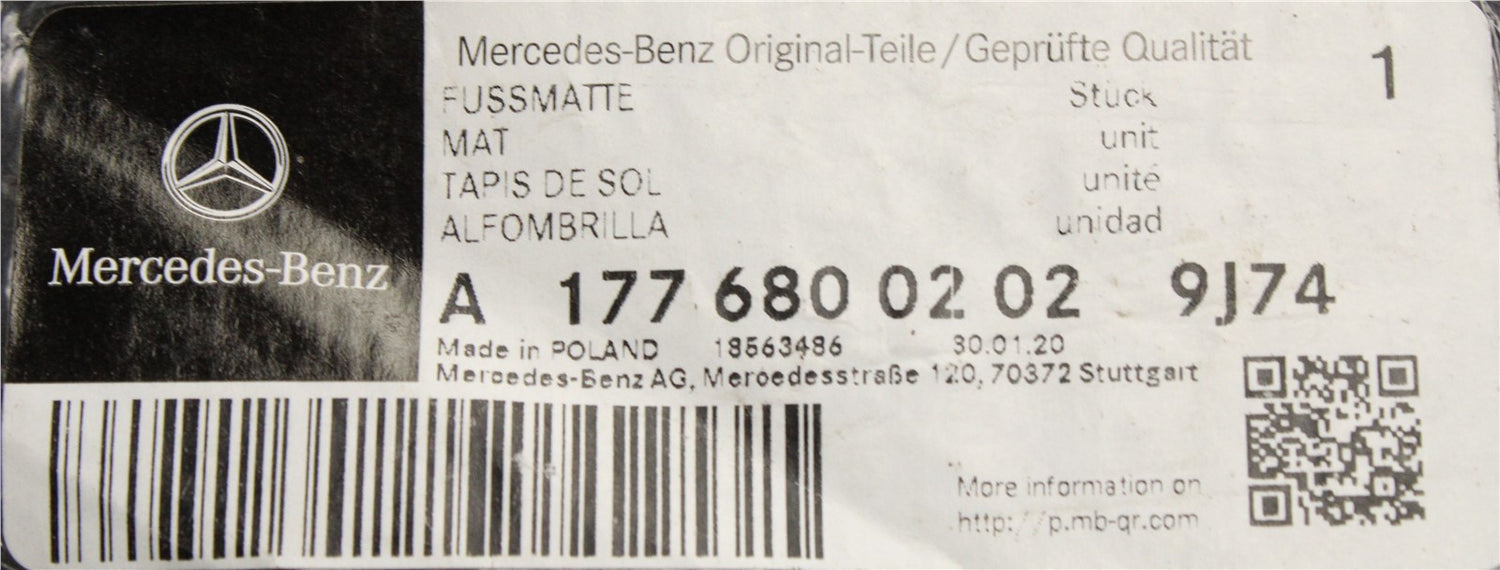 Mercedes-Benz
Mercedes-Benz Original-Teile/Geprüfte Qualität 1
FUSSMATTE Stück
MAT unit
TAPIS DE SOL unité
ALFOMBRILLA unidad
A 177 680 02 02 9J74
Made in POLAND 18563486 30.01.20
Mercedes-Benz AG, Mercedesstraße 120, 70372 Stuttgart
More information on
http://p.mb-qr.com